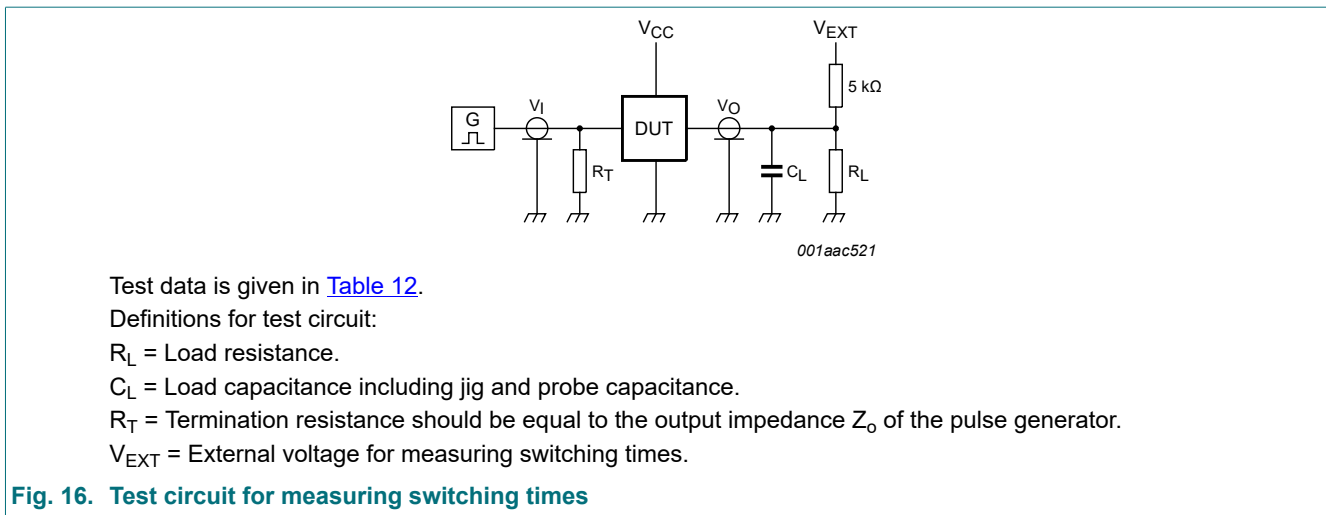 VCC
VEXT
5 kΩ
G
VI
DUT
VO
RT
CL
RL
001aac521
Test data is given in Table 12.
Definitions for test circuit:
RL = Load resistance.
CL = Load capacitance including jig and probe capacitance.
RT = Termination resistance should be equal to the output impedance Zo of the pulse generator.
VEXT = External voltage for measuring switching times.
Fig. 16. Test circuit for measuring switching times